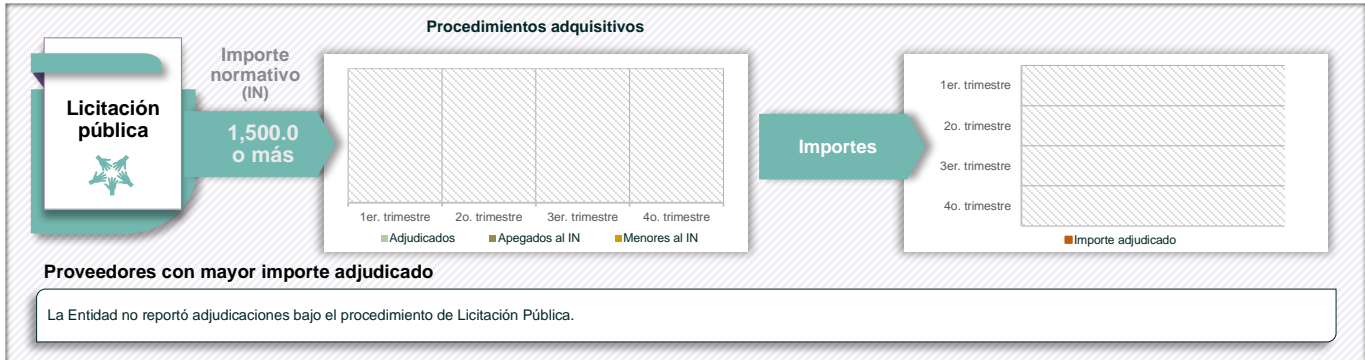 Procedimientos adquisitivos
Licitación
pública
Importe
normativo
(IN)
1,500.0
o más
1er. trimestre 2o. trimestre 3er. trimestre 4o. trimestre
Adjudicados Apegados al IN Menores al IN
Importes
1er. trimestre
2o. trimestre
3er. trimestre
4o. trimestre
Importe adjudicado
Proveedores con mayor importe adjudicado
La Entidad no reportó adjudicaciones bajo el procedimiento de Licitación Pública.